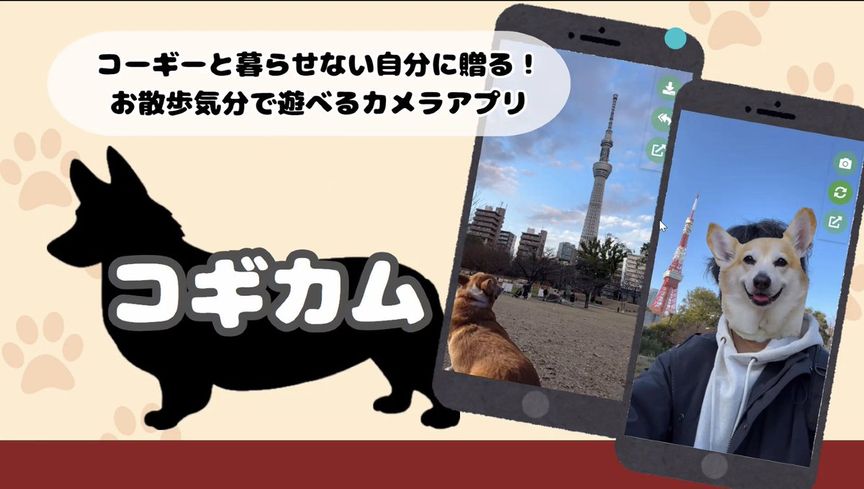 コーギーと暮らせない自分に贈る！
お散歩気分で遊べるカメラアプリ
コギカム